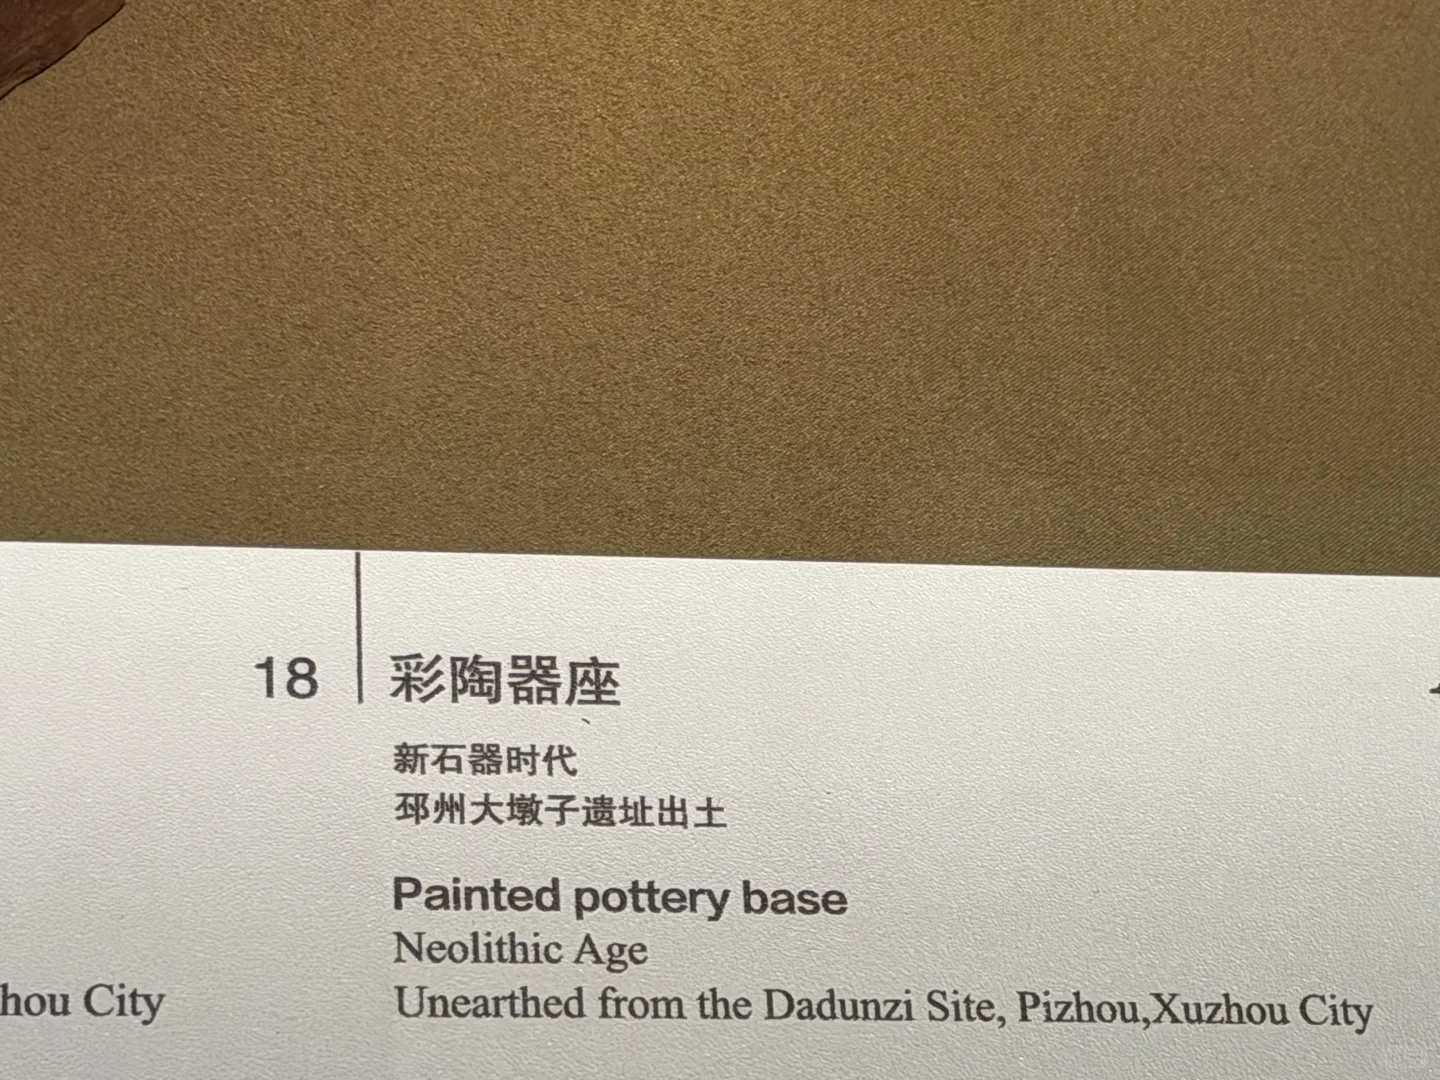 18 彩陶器座
新石器时代
邳州大墩子遗址出土
Painted pottery base
Neolithic Age
hou City
Unearthed from the Dadunzi Site, Pizhou,Xuzhou City